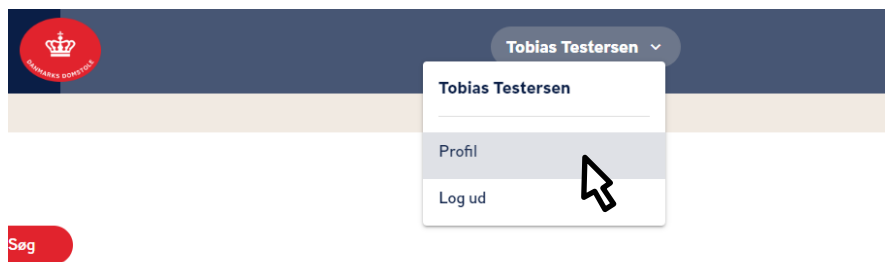 DANMARKS DOMSTOLE
Tobias Testersen
Tobias Testersen
Profil
Log ud
Søg